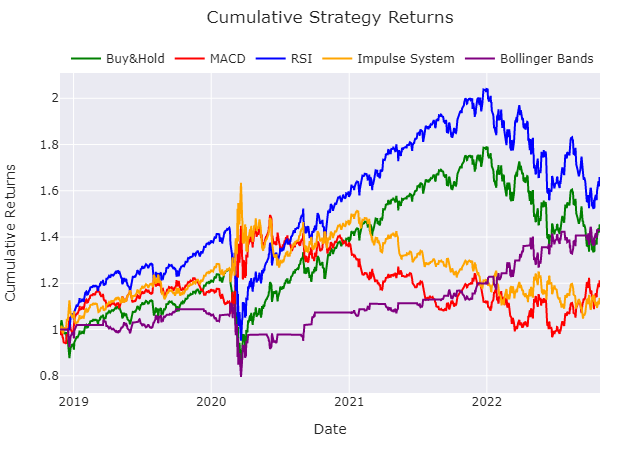 Cumulative Strategy Returns
Buy&Hold MACD RSI Impulse System Bollinger Bands
2
1.8
1.6
1.4
1.2
1
0.8
Cumulative Returns
2019 2020 2021 2022
Date